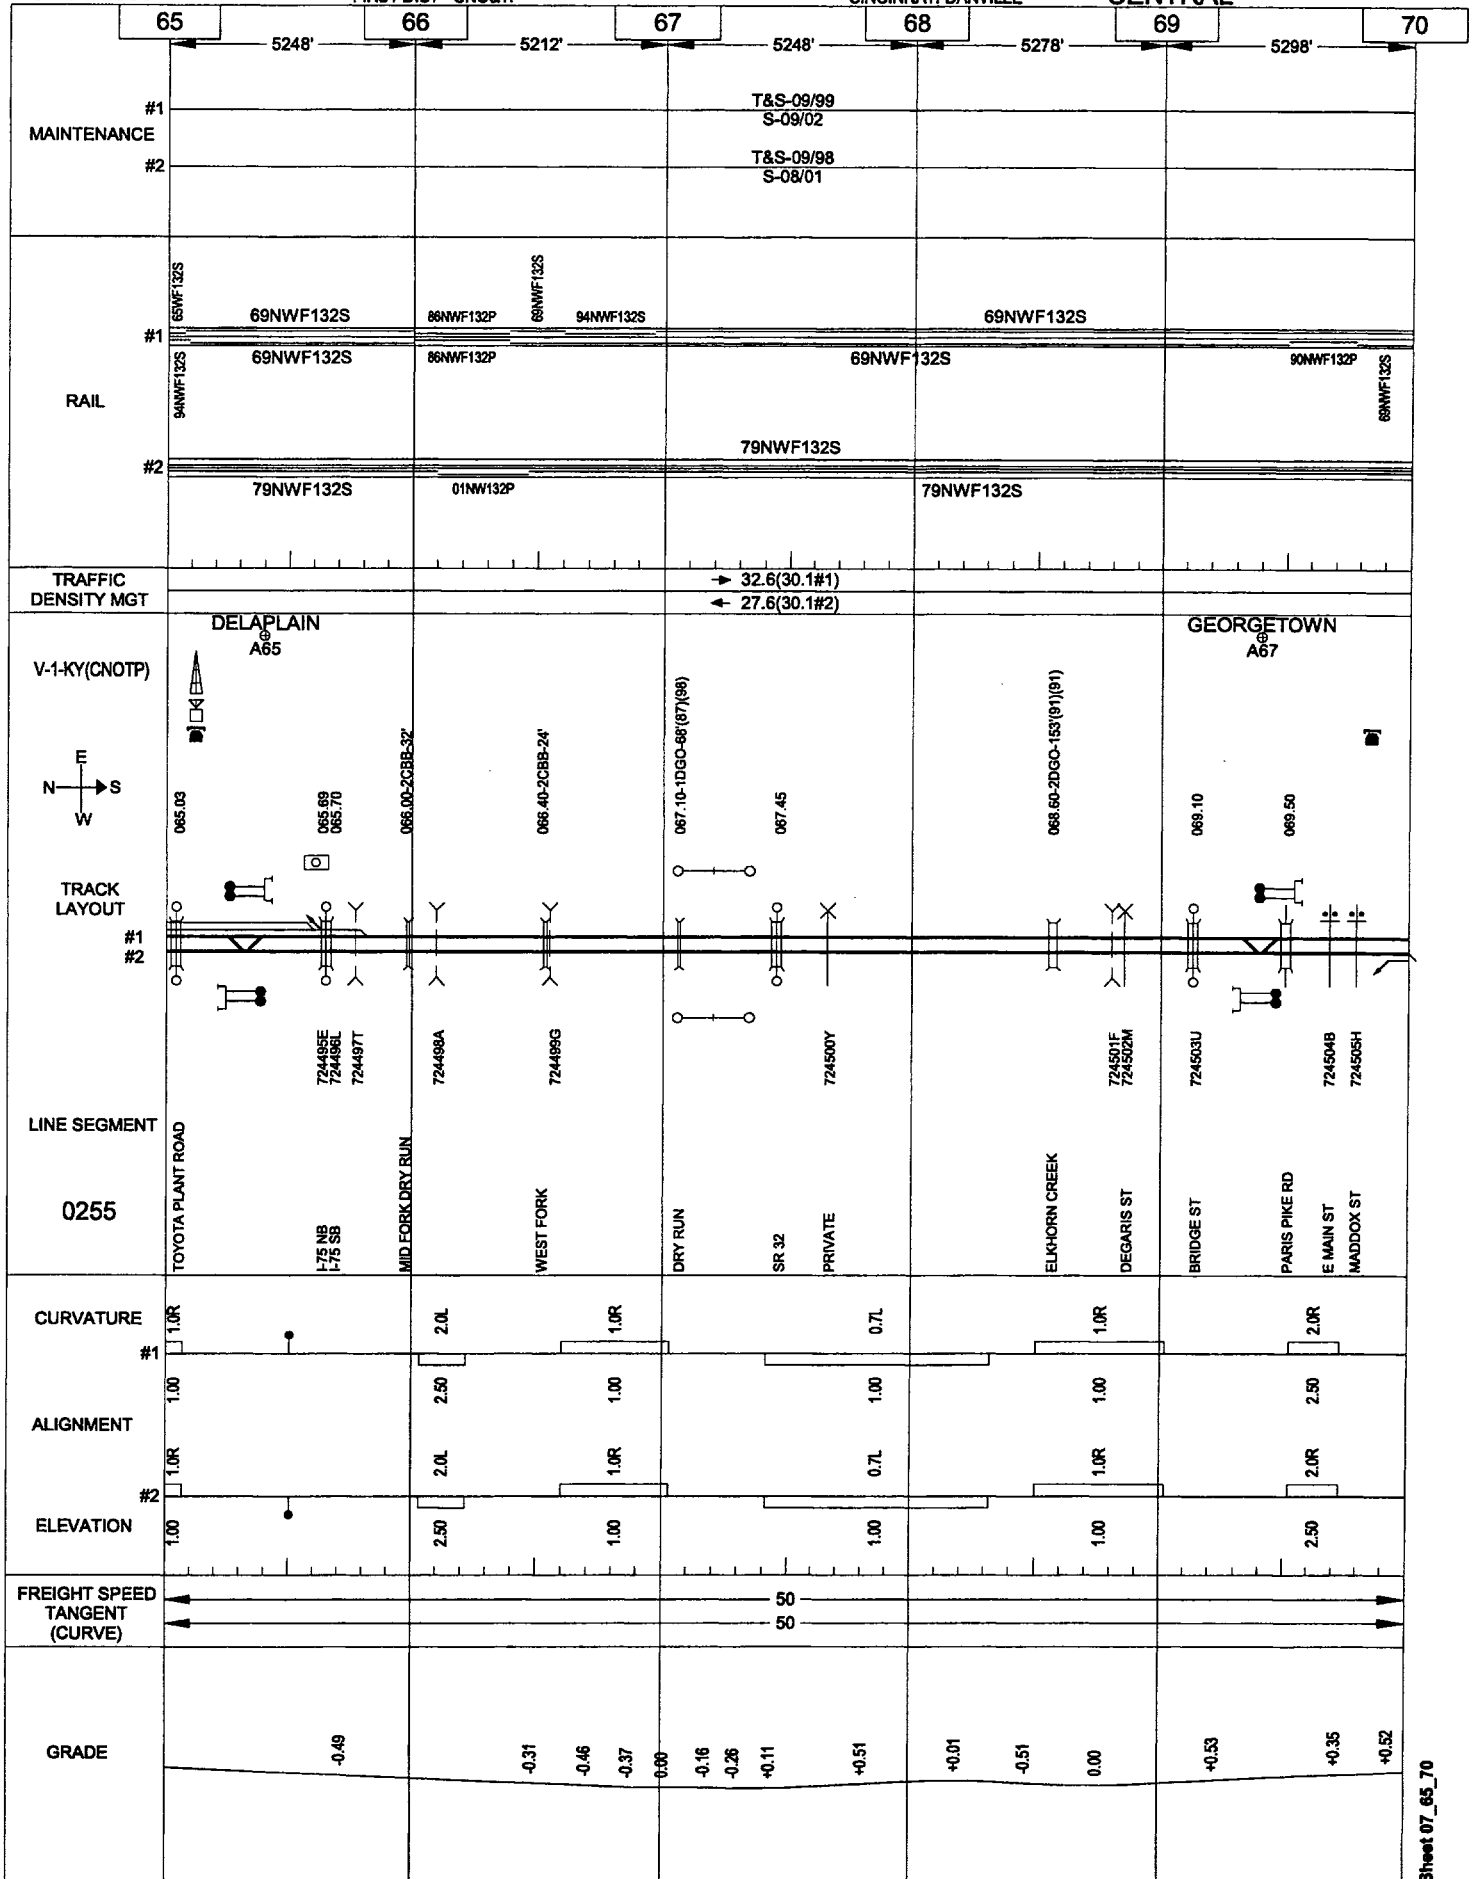 65 66 67 68 69 70
5248' 5212' 5248' 5278' 5298'
MAINTENANCE
#1
T&S-09/99
S-09/02
#2
T&S-09/98
S-08/01
RAIL
65WF132S
69NWF132S
86NWF132P
69NWF132S
94NWF132S
69NWF132S
#1
94NWF132S
69NWF132S
86NWF132P
69NWF132S
90NWF132P
69NWF132S
79NWF132S
#2
79NWF132S
01NW132P
79NWF132S
TRAFFIC
DENSITY MGT
32.6(30.1#1)
27.6(30.1#2)
DELAPLAIN
A65
GEORGETOWN
A67
V-1-KY(CNOTP)
E
N S
W
065.03
065.69
065.70
066.00-2CBB-32'
066.40-2CBB-24'
067.10-1DGO-68'(87)(98)
067.45
068.60-2DGO-153'(91)(91)
069.10
069.50
TRACK
LAYOUT
#1
#2
724495E
724496L
724497T
724498A
724499G
724500Y
724501F
724502M
724503U
724504B
724505H
LINE SEGMENT
0255
TOYOTA PLANT ROAD
I-75 NB
I-75 SB
MID FORK DRY RUN
WEST FORK
DRY RUN
SR 32
PRIVATE
ELKHORN CREEK
DEGARIS ST
BRIDGE ST
PARIS PIKE RD
E MAIN ST
MADDOX ST
CURVATURE
1.0R 2.0L 1.0R 0.7L 1.0R 2.0R
#1
1.00 2.50 1.00 1.00 1.00 2.50
ALIGNMENT
1.0R 2.0L 1.0R 0.7L 1.0R 2.0R
#2
ELEVATION
1.00 2.50 1.00 1.00 1.00 2.50
FREIGHT SPEED
TANGENT
(CURVE)
50
50
GRADE
-0.49 -0.31 -0.46 -0.37 0.00 -0.16 -0.26 +0.11 +0.51 +0.01 -0.51 0.00 +0.53 +0.35 +0.52
Sheet 07_65_70